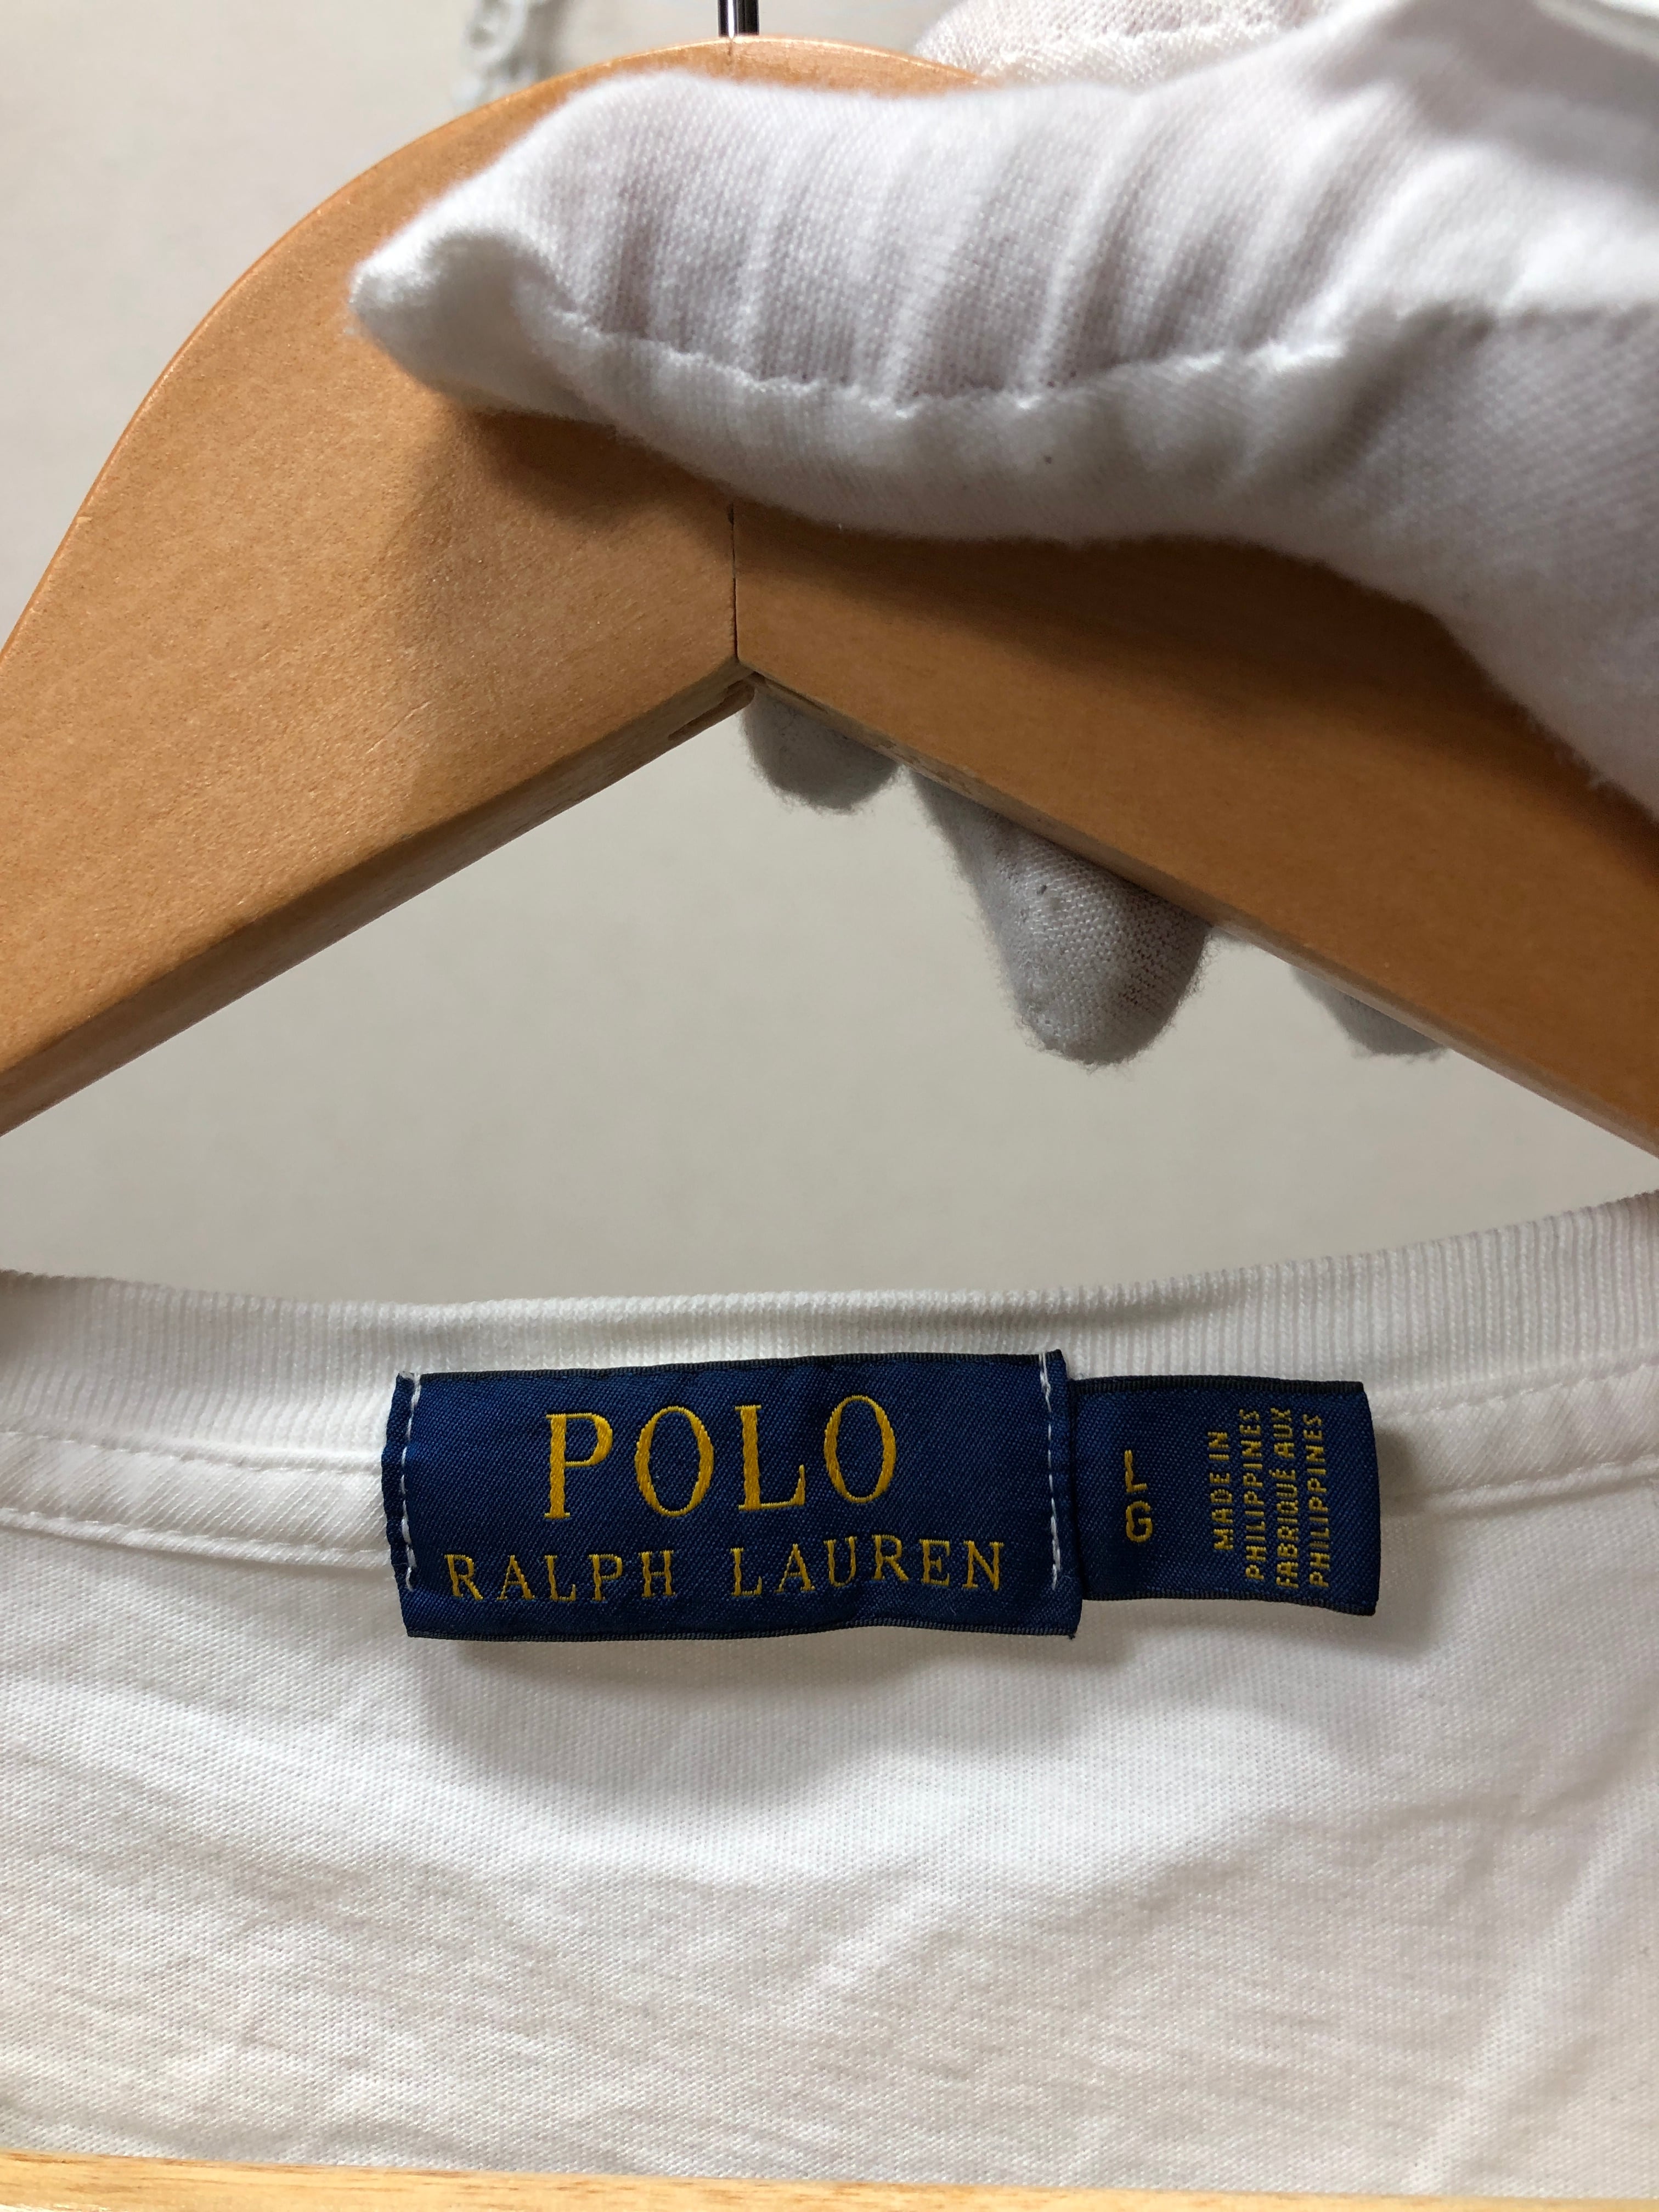 POLO
RALPH LAUREN
L
G
MADE IN
PHILIPPINES
FABRIQUÉ AUX
PHILIPPINES